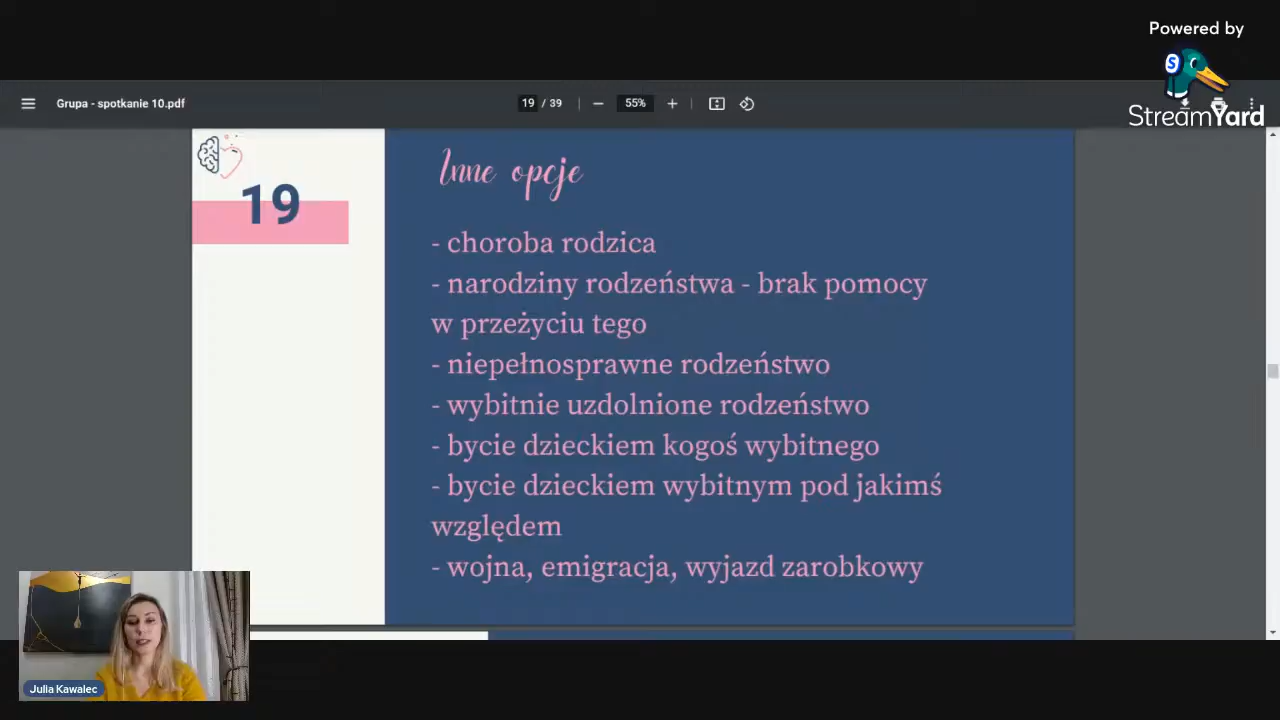 Powered by
StreamYard
Grupa - spotkanie 10.pdf
19 / 39
55%
19
Inne opcje
- choroba rodzica
- narodziny rodzeństwa - brak pomocy
w przeżyciu tego
- niepełnosprawne rodzeństwo
- wybitnie uzdolnione rodzeństwo
- bycie dzieckiem kogoś wybitnego
- bycie dzieckiem wybitnym pod jakimś
względem
- wojna, emigracja, wyjazd zarobkowy
Julia Kawalec